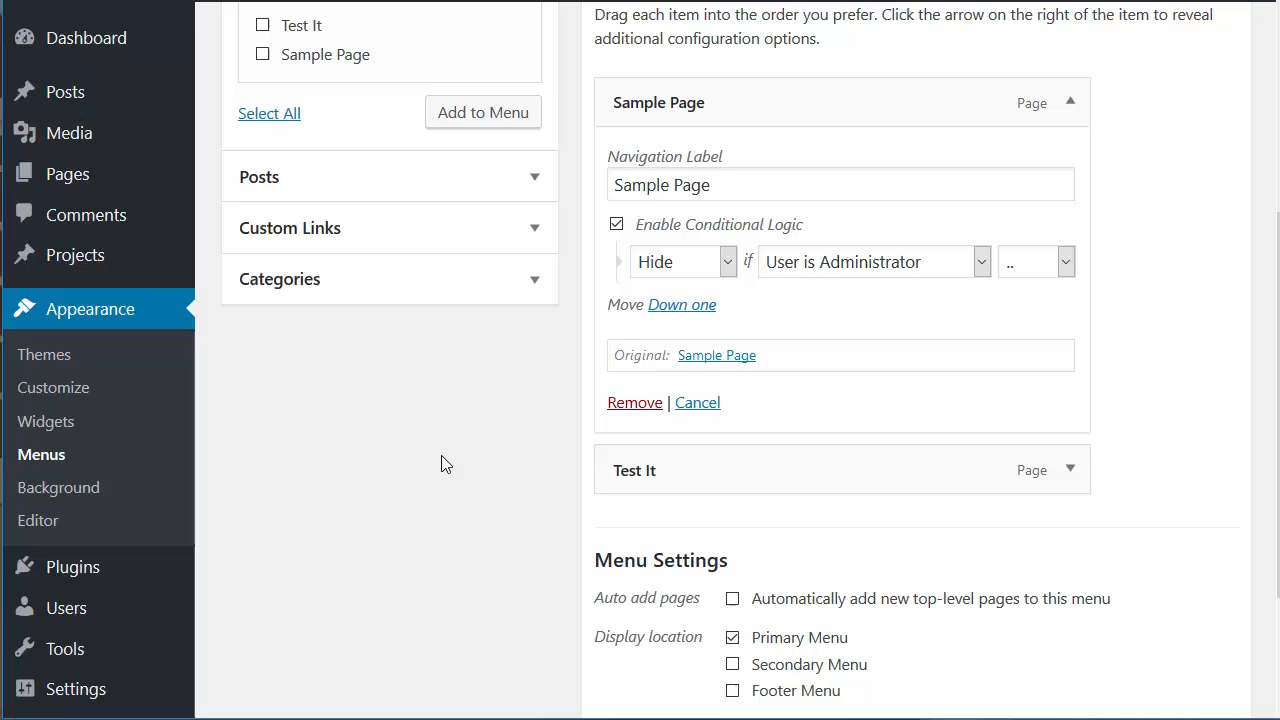 Dashboard
Posts
Media
Pages
Comments
Projects
Appearance
Themes
Customize
Widgets
Menus
Background
Editor
Plugins
Users
Tools
Settings
Test It
Sample Page
Select All
Add to Menu
Posts
Custom Links
Categories
Drag each item into the order you prefer. Click the arrow on the right of the item to reveal
additional configuration options.
Sample Page Page
Navigation Label
Sample Page
Enable Conditional Logic
Hide if User is Administrator ..
Move Down one
Original: Sample Page
Remove | Cancel
Test It Page
Menu Settings
Auto add pages Automatically add new top-level pages to this menu
Display location Primary Menu
Secondary Menu
Footer Menu